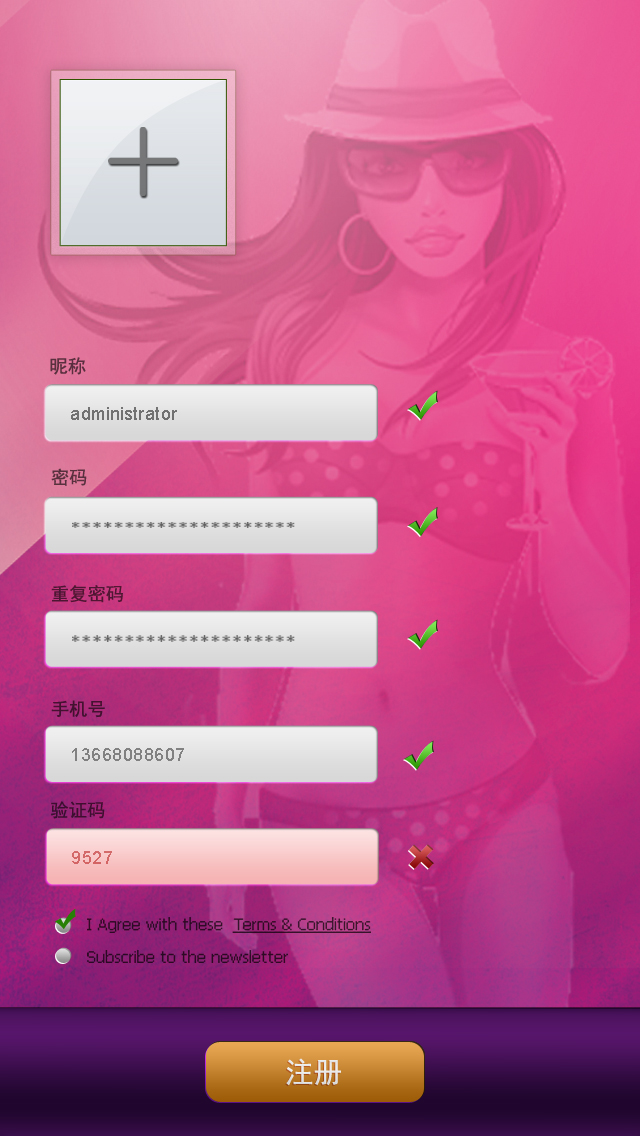 昵称
administrator
密码
*********************
重复密码
*********************
手机号
13668088607
验证码
9527
I Agree with these Terms & Conditions
Subscribe to the newsletter
注册